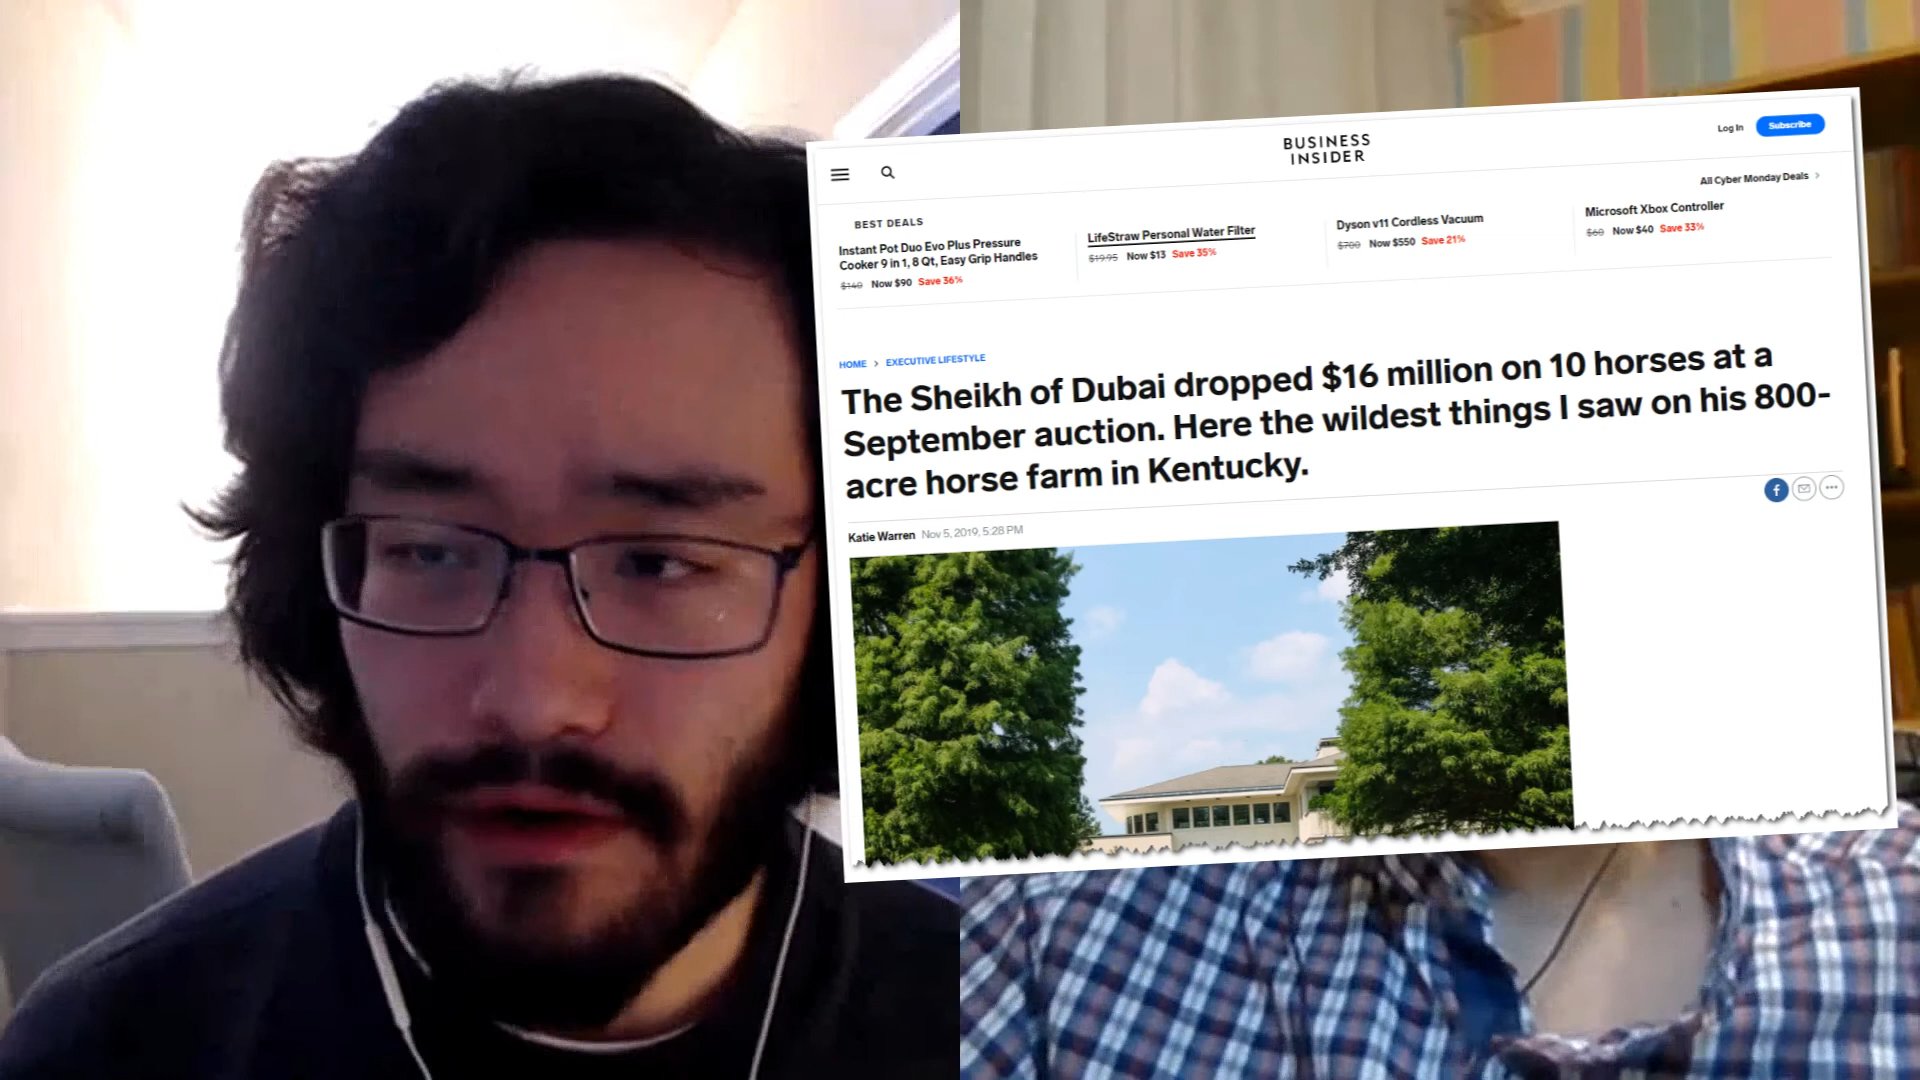 BUSINESS
INSIDER
Log In
Subscribe
All Cyber Monday Deals >
BEST DEALS
Instant Pot Duo Evo Plus Pressure
Cooker 9 in 1, 8 Qt, Easy Grip Handles
$140 Now $90 Save 36%
LifeStraw Personal Water Filter
$19.95 Now $13 Save 35%
Dyson v11 Cordless Vacuum
$700 Now $550 Save 21%
Microsoft Xbox Controller
$60 Now $40 Save 33%
HOME > EXECUTIVE LIFESTYLE
The Sheikh of Dubai dropped $16 million on 10 horses at a
September auction. Here the wildest things I saw on his 800-
acre horse farm in Kentucky.
f
Katie Warren Nov 5, 2019, 5:28 PM